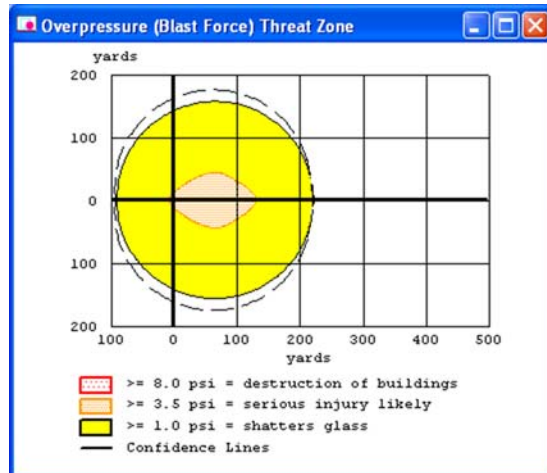 Overpressure (Blast Force) Threat Zone
yards
200
100
0
100
200
100 0 100 200 300 400 500
yards
>= 8.0 psi = destruction of buildings
>= 3.5 psi = serious injury likely
>= 1.0 psi = shatters glass
Confidence Lines